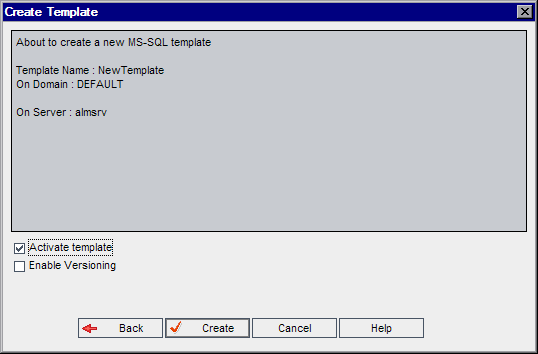 Create Template
About to create a new MS-SQL template
Template Name : NewTemplate
On Domain : DEFAULT
On Server : almsrv
Activate template
Enable Versioning
Back Create Cancel Help